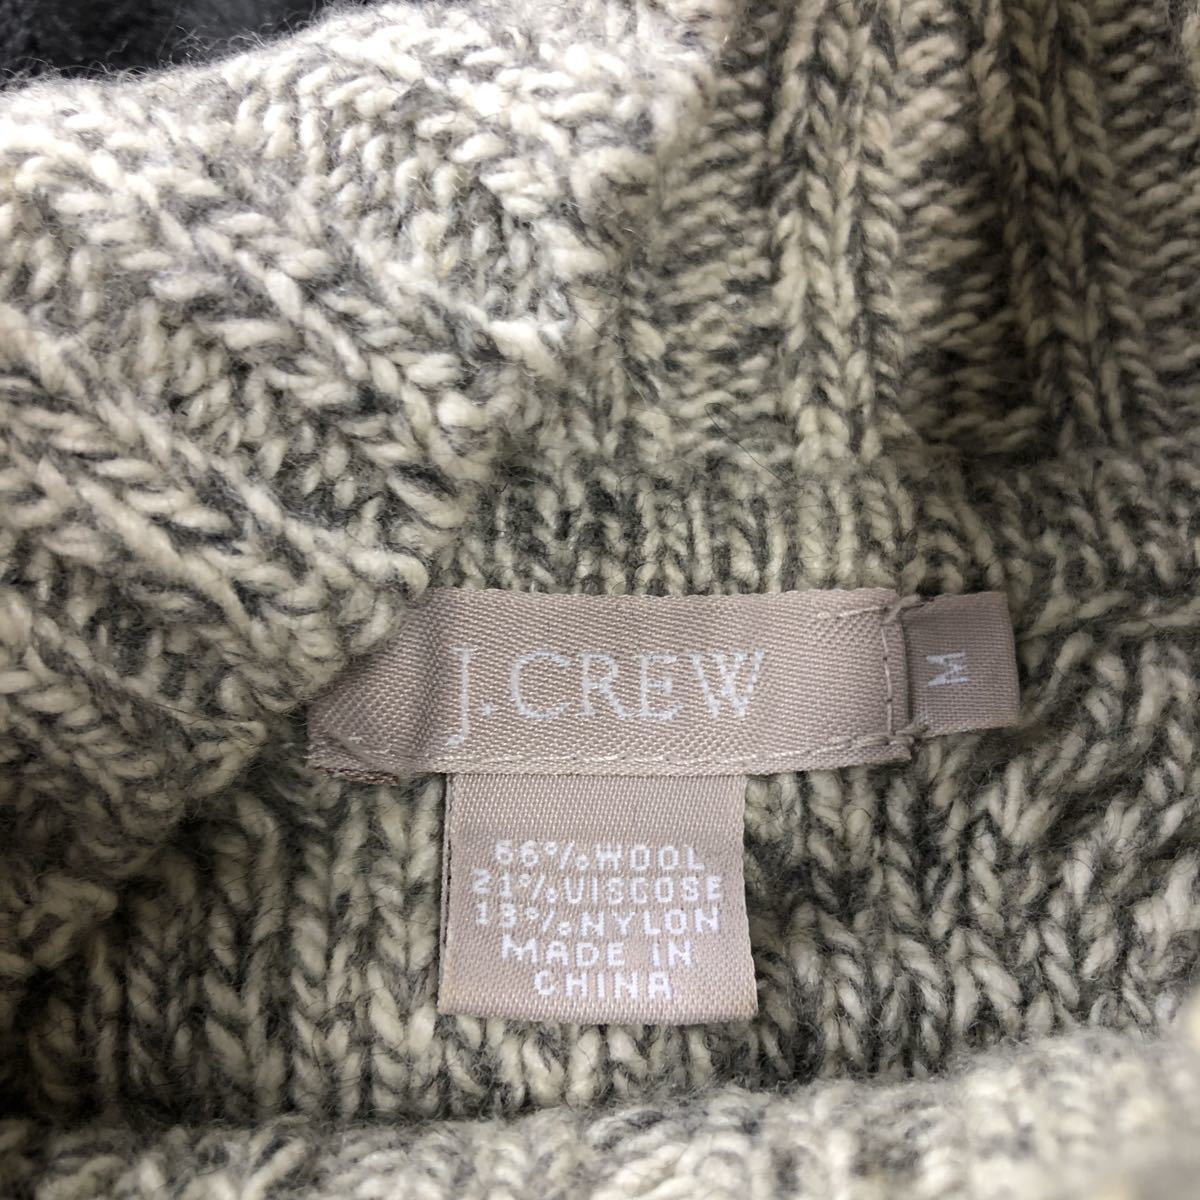 J.CREW
M
66% WOOL
21% VISCOSE
13% NYLON
MADE IN
CHINA